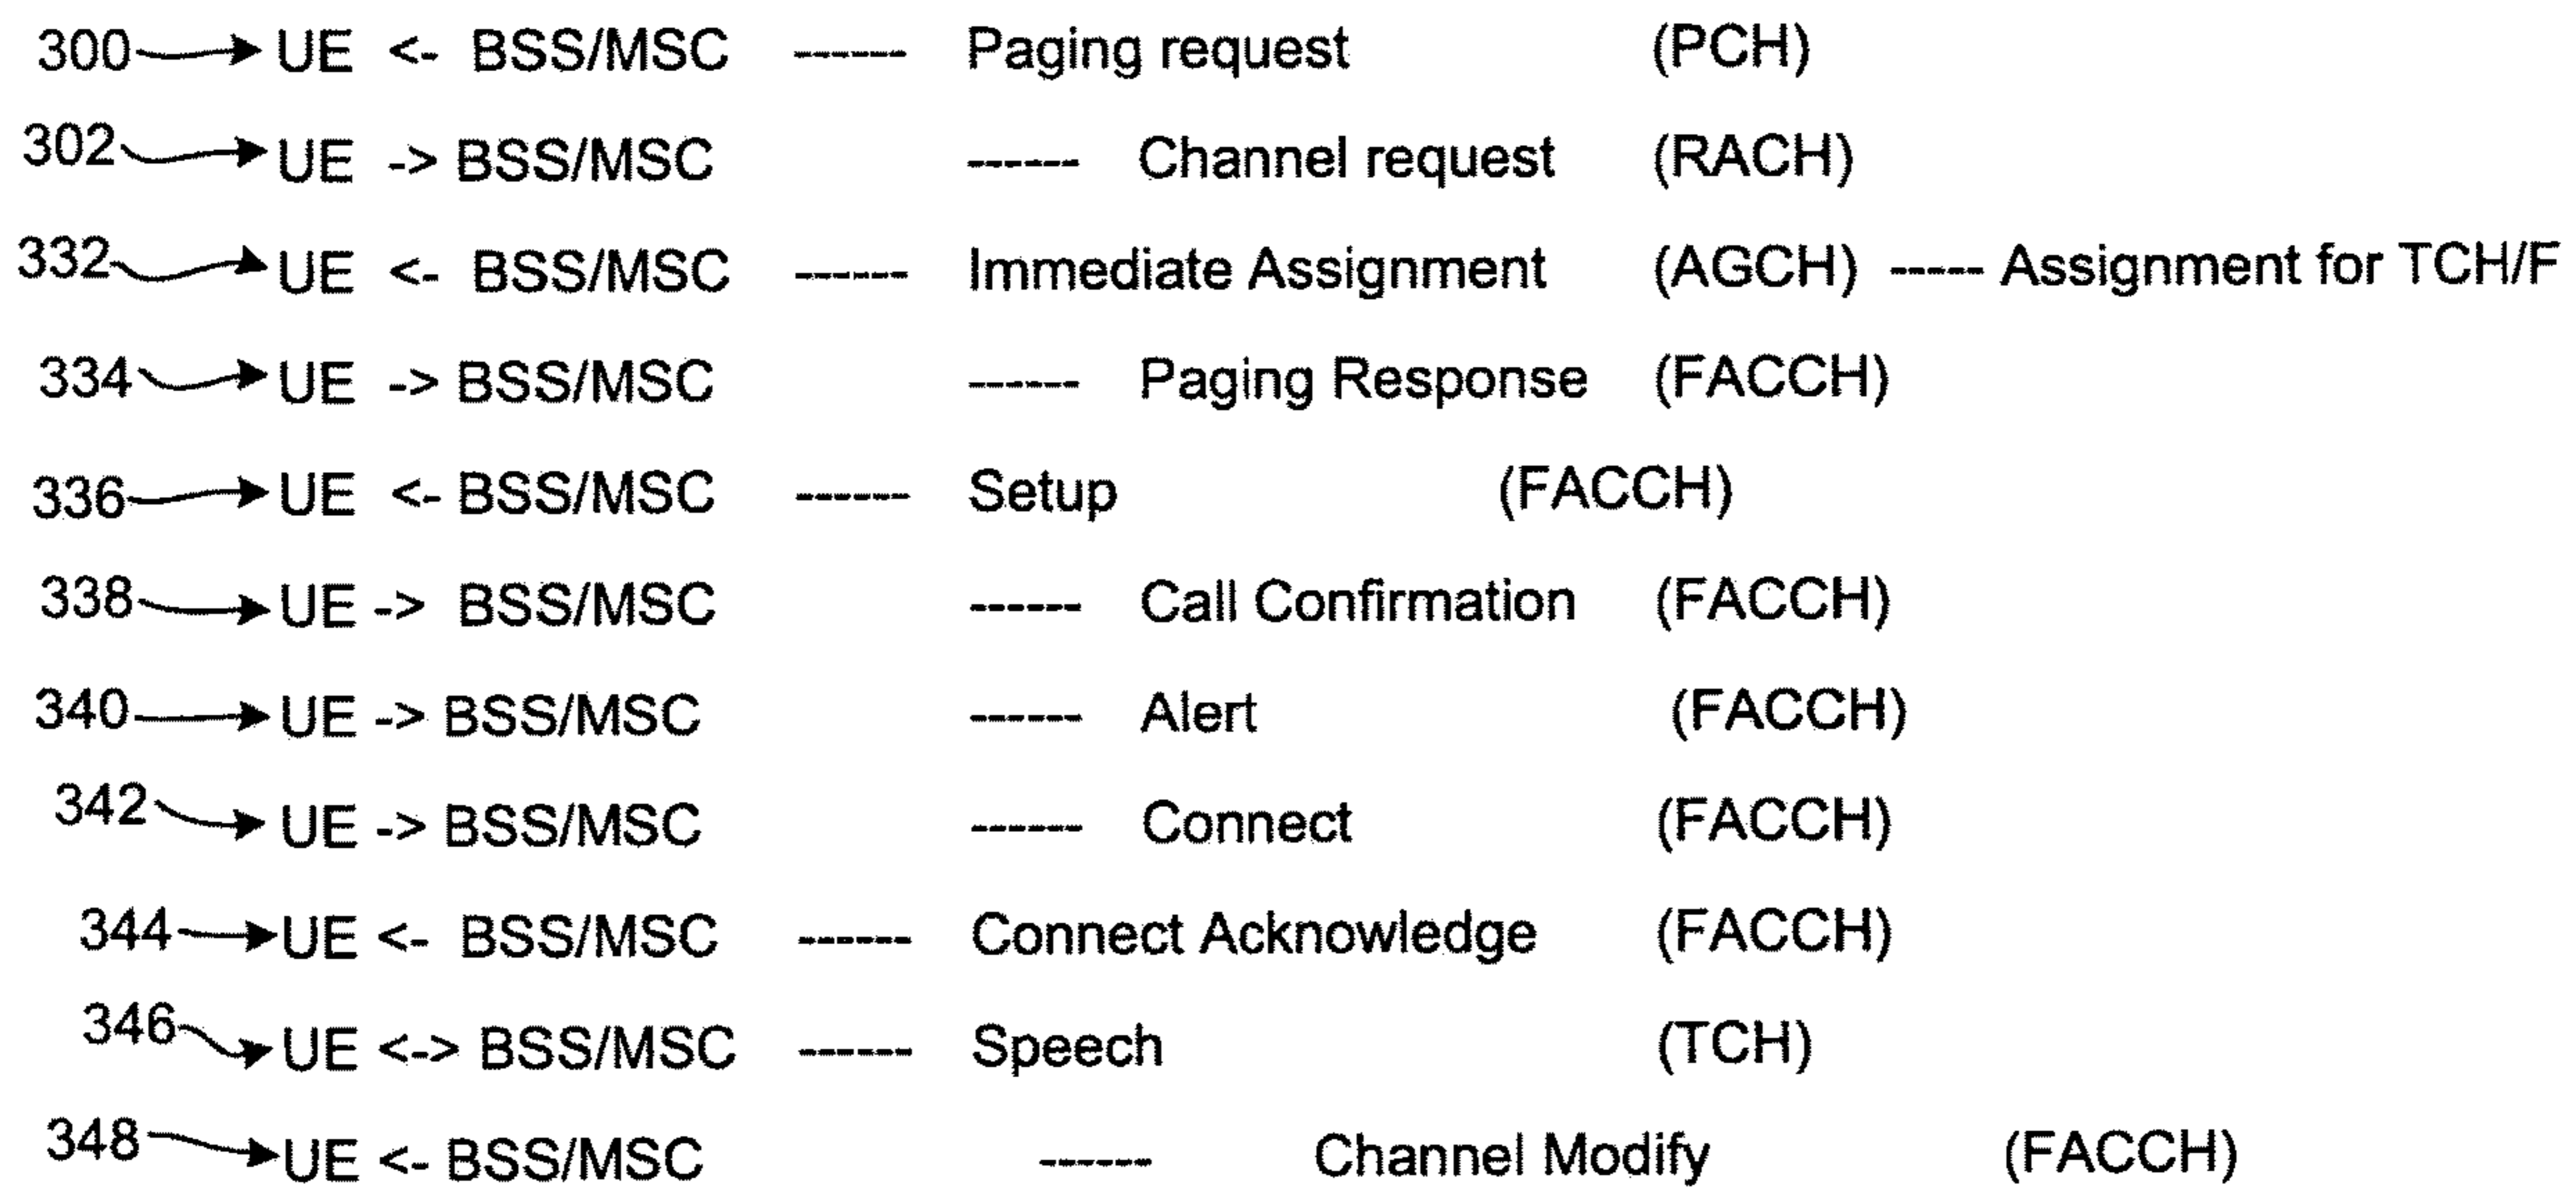 300 UE <- BSS/MSC ------ Paging request (PCH)
302 UE -> BSS/MSC ------ Channel request (RACH)
332 UE <- BSS/MSC ------ Immediate Assignment (AGCH) ----- Assignment for TCH/F
334 UE -> BSS/MSC ------ Paging Response (FACCH)
336 UE <- BSS/MSC ------ Setup (FACCH)
338 UE -> BSS/MSC ------ Call Confirmation (FACCH)
340 UE -> BSS/MSC ------ Alert (FACCH)
342 UE -> BSS/MSC ------ Connect (FACCH)
344 UE <- BSS/MSC ------ Connect Acknowledge (FACCH)
346 UE <-> BSS/MSC ------ Speech (TCH)
348 UE <- BSS/MSC ------ Channel Modify (FACCH)